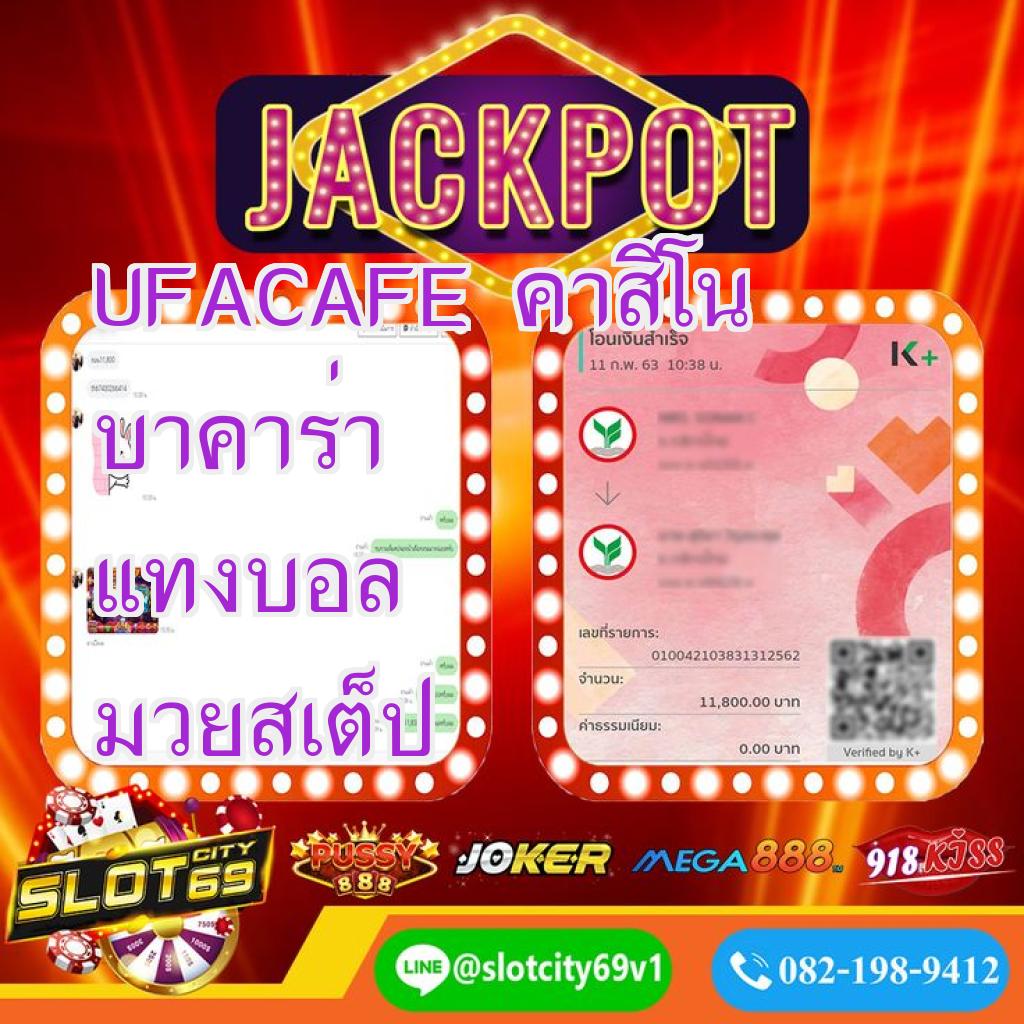 JACKPOT
UFACAFE คาสิโน
บาคาร่า
แทงบอล
มวยสเต็ป
โอนเงินสำเร็จ
11 ก.พ. 63 10:38 น.
K+
เลขที่รายการ:
010042103831312562
จำนวน:
11,800.00 บาท
ค่าธรรมเนียม:
0.00 บาท
Verified by K+
SLOT CITY 69
PUSSY 888
JOKER
MEGA888
918KISS
LINE @slotcity69v1
082-198-9412